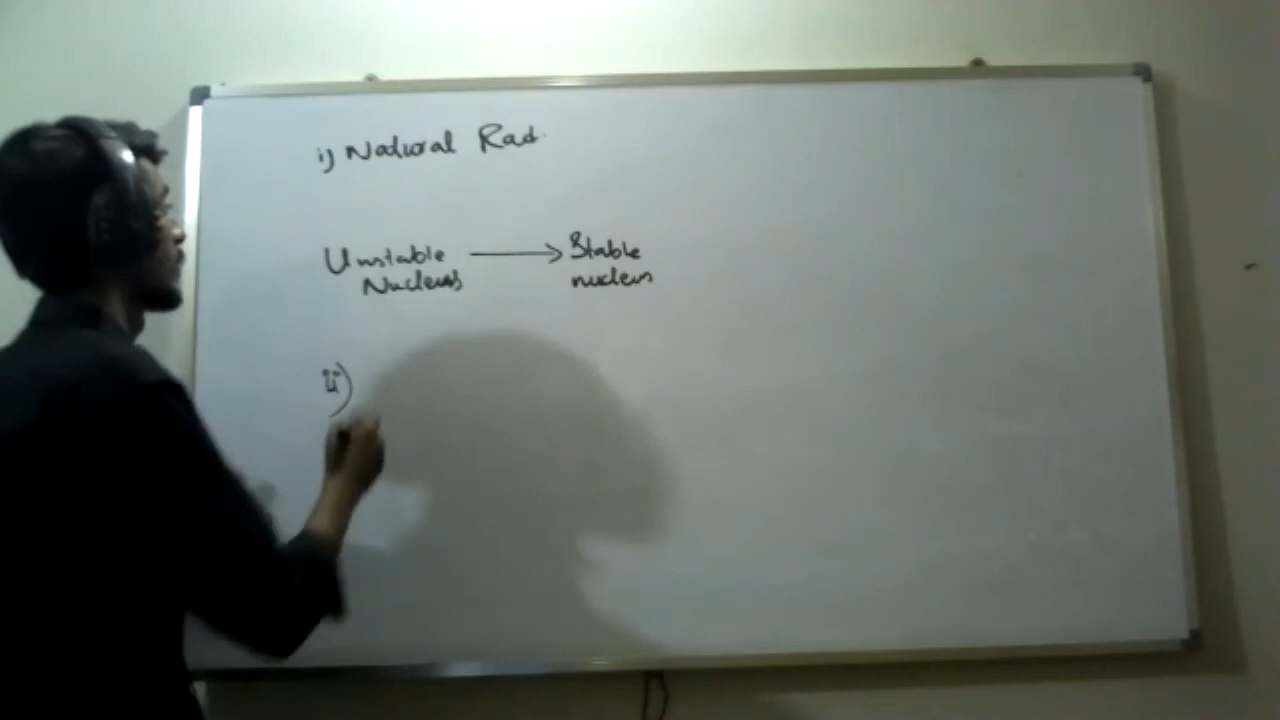 i) Natural Rad.
Unstable → Stable
Nucleus nucleus
ii)